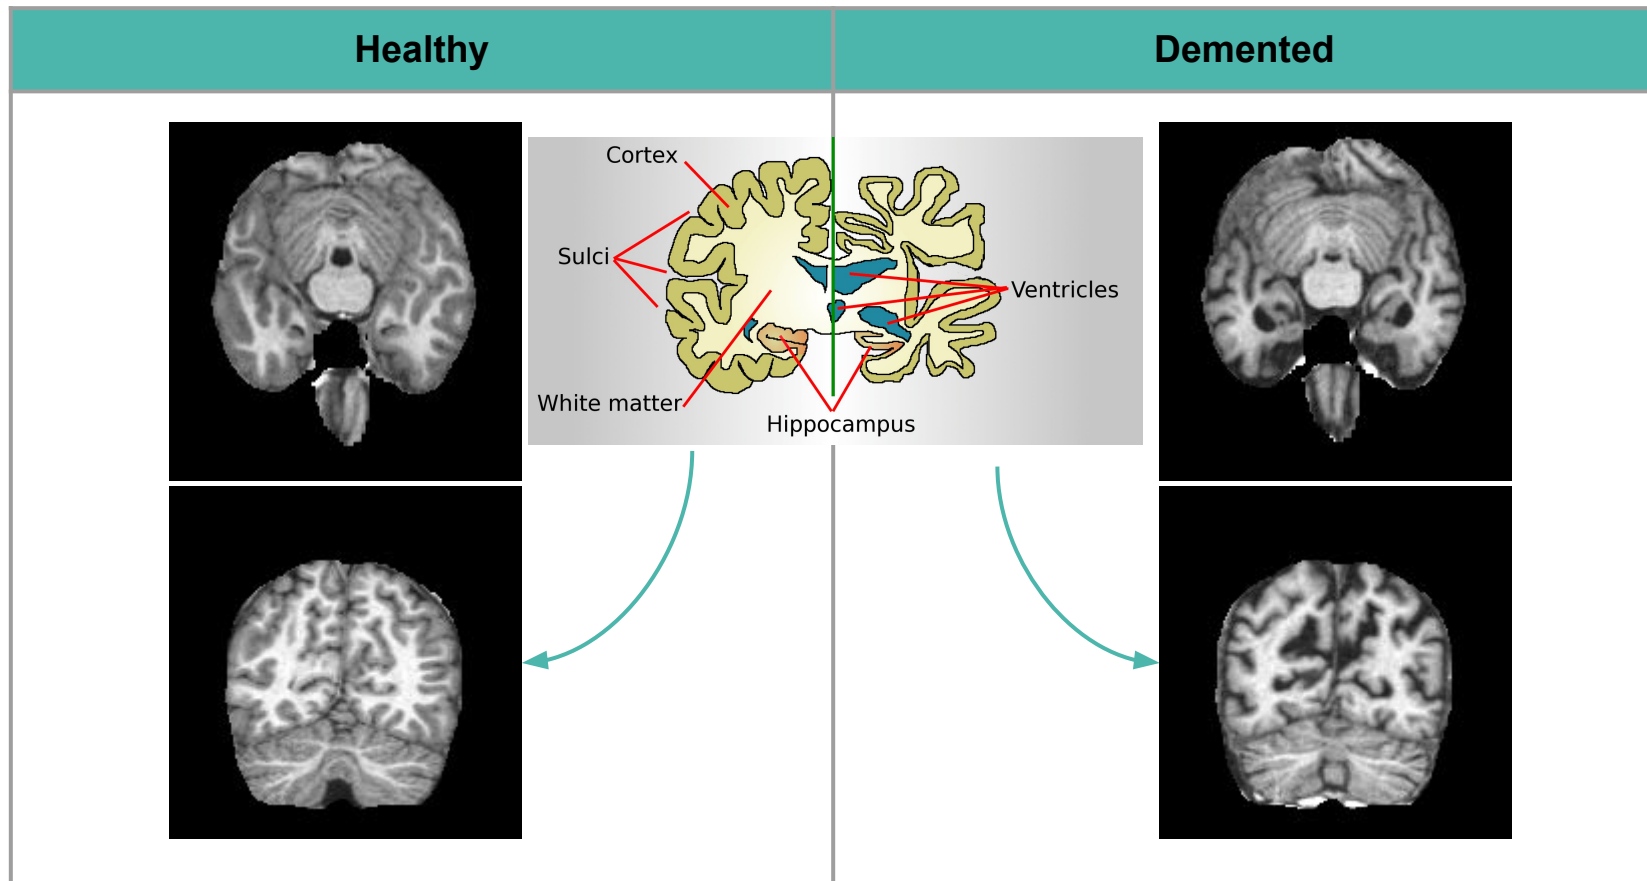 Healthy
Demented
Cortex
Sulci
Ventricles
White matter
Hippocampus